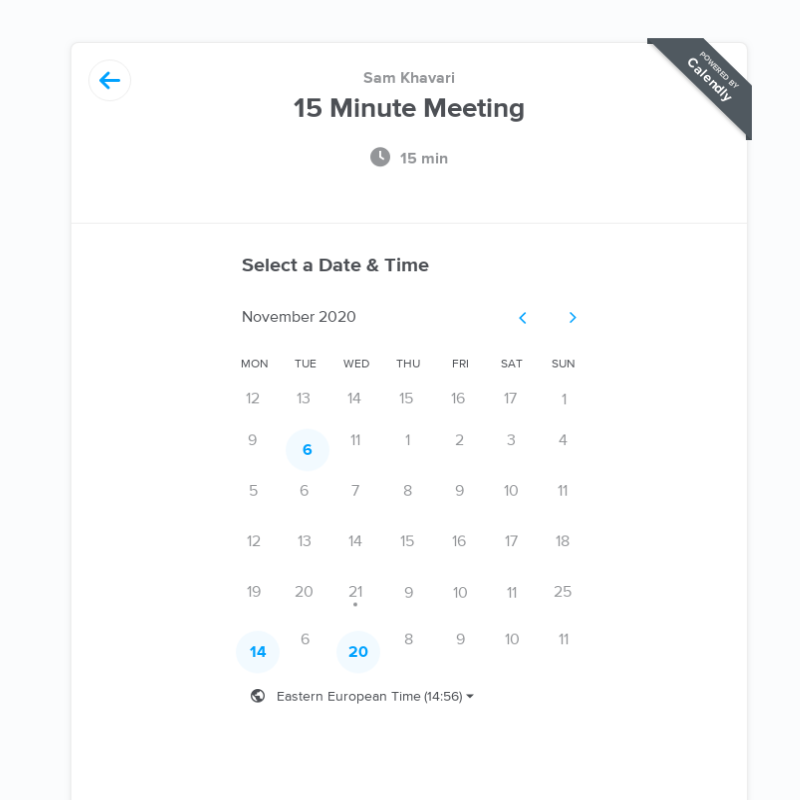 Sam Khavari
15 Minute Meeting
15 min
POWERED BY
Calendly
Select a Date & Time
November 2020
MON TUE WED THU FRI SAT SUN
12 13 14 15 16 17 1
9 6 11 1 2 3 4
5 6 7 8 9 10 11
12 13 14 15 16 17 18
19 20 21 9 10 11 25
14 6 20 8 9 10 11
Eastern European Time (14:56)